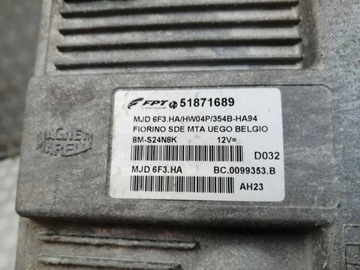 FPT 51871689
MJD 6F3.HA/HW04P/354B-HA94
FIORINO SDE MTA UEGO BELGIO
8M-S24N8K 12V=
D032
MJD 6F3.HA BC.0099353.B
AH23
MAGNETI
MARELLI